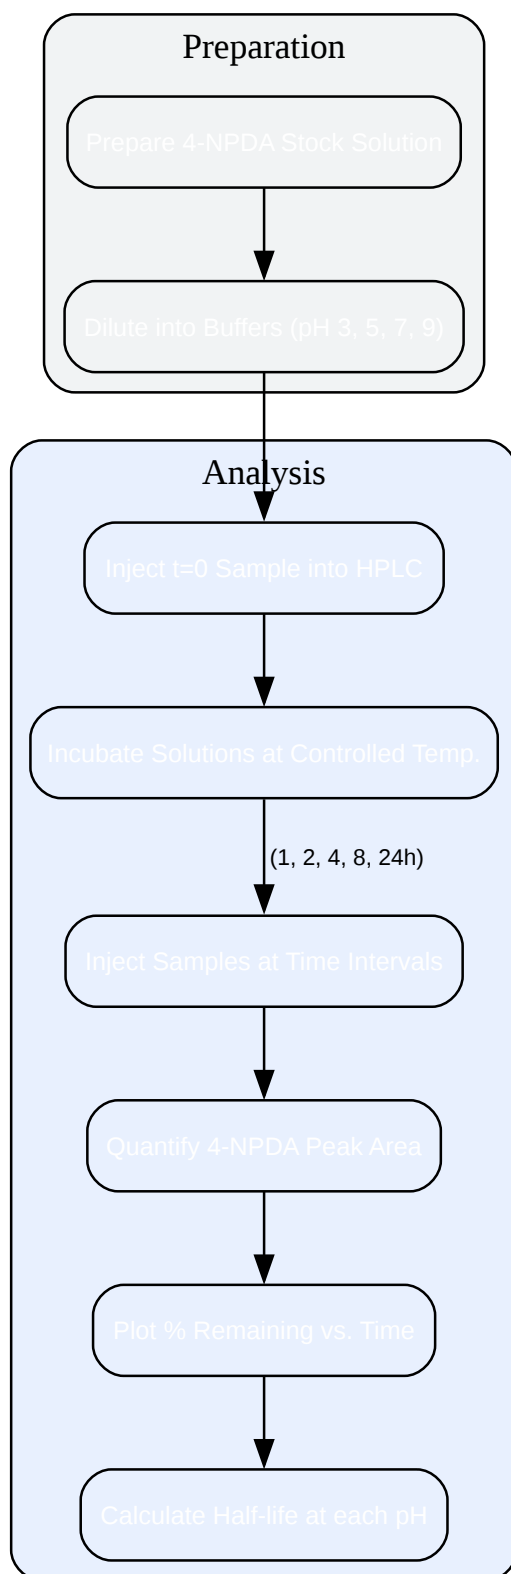 Preparation
Prepare 4-NPDA Stock Solution
Dilute into Buffers (pH 3, 5, 7, 9)
Analysis
Inject t=0 Sample into HPLC
Incubate Solutions at Controlled Temp.
(1, 2, 4, 8, 24h)
Inject Samples at Time Intervals
Quantify 4-NPDA Peak Area
Plot % Remaining vs. Time
Calculate Half-life at each pH